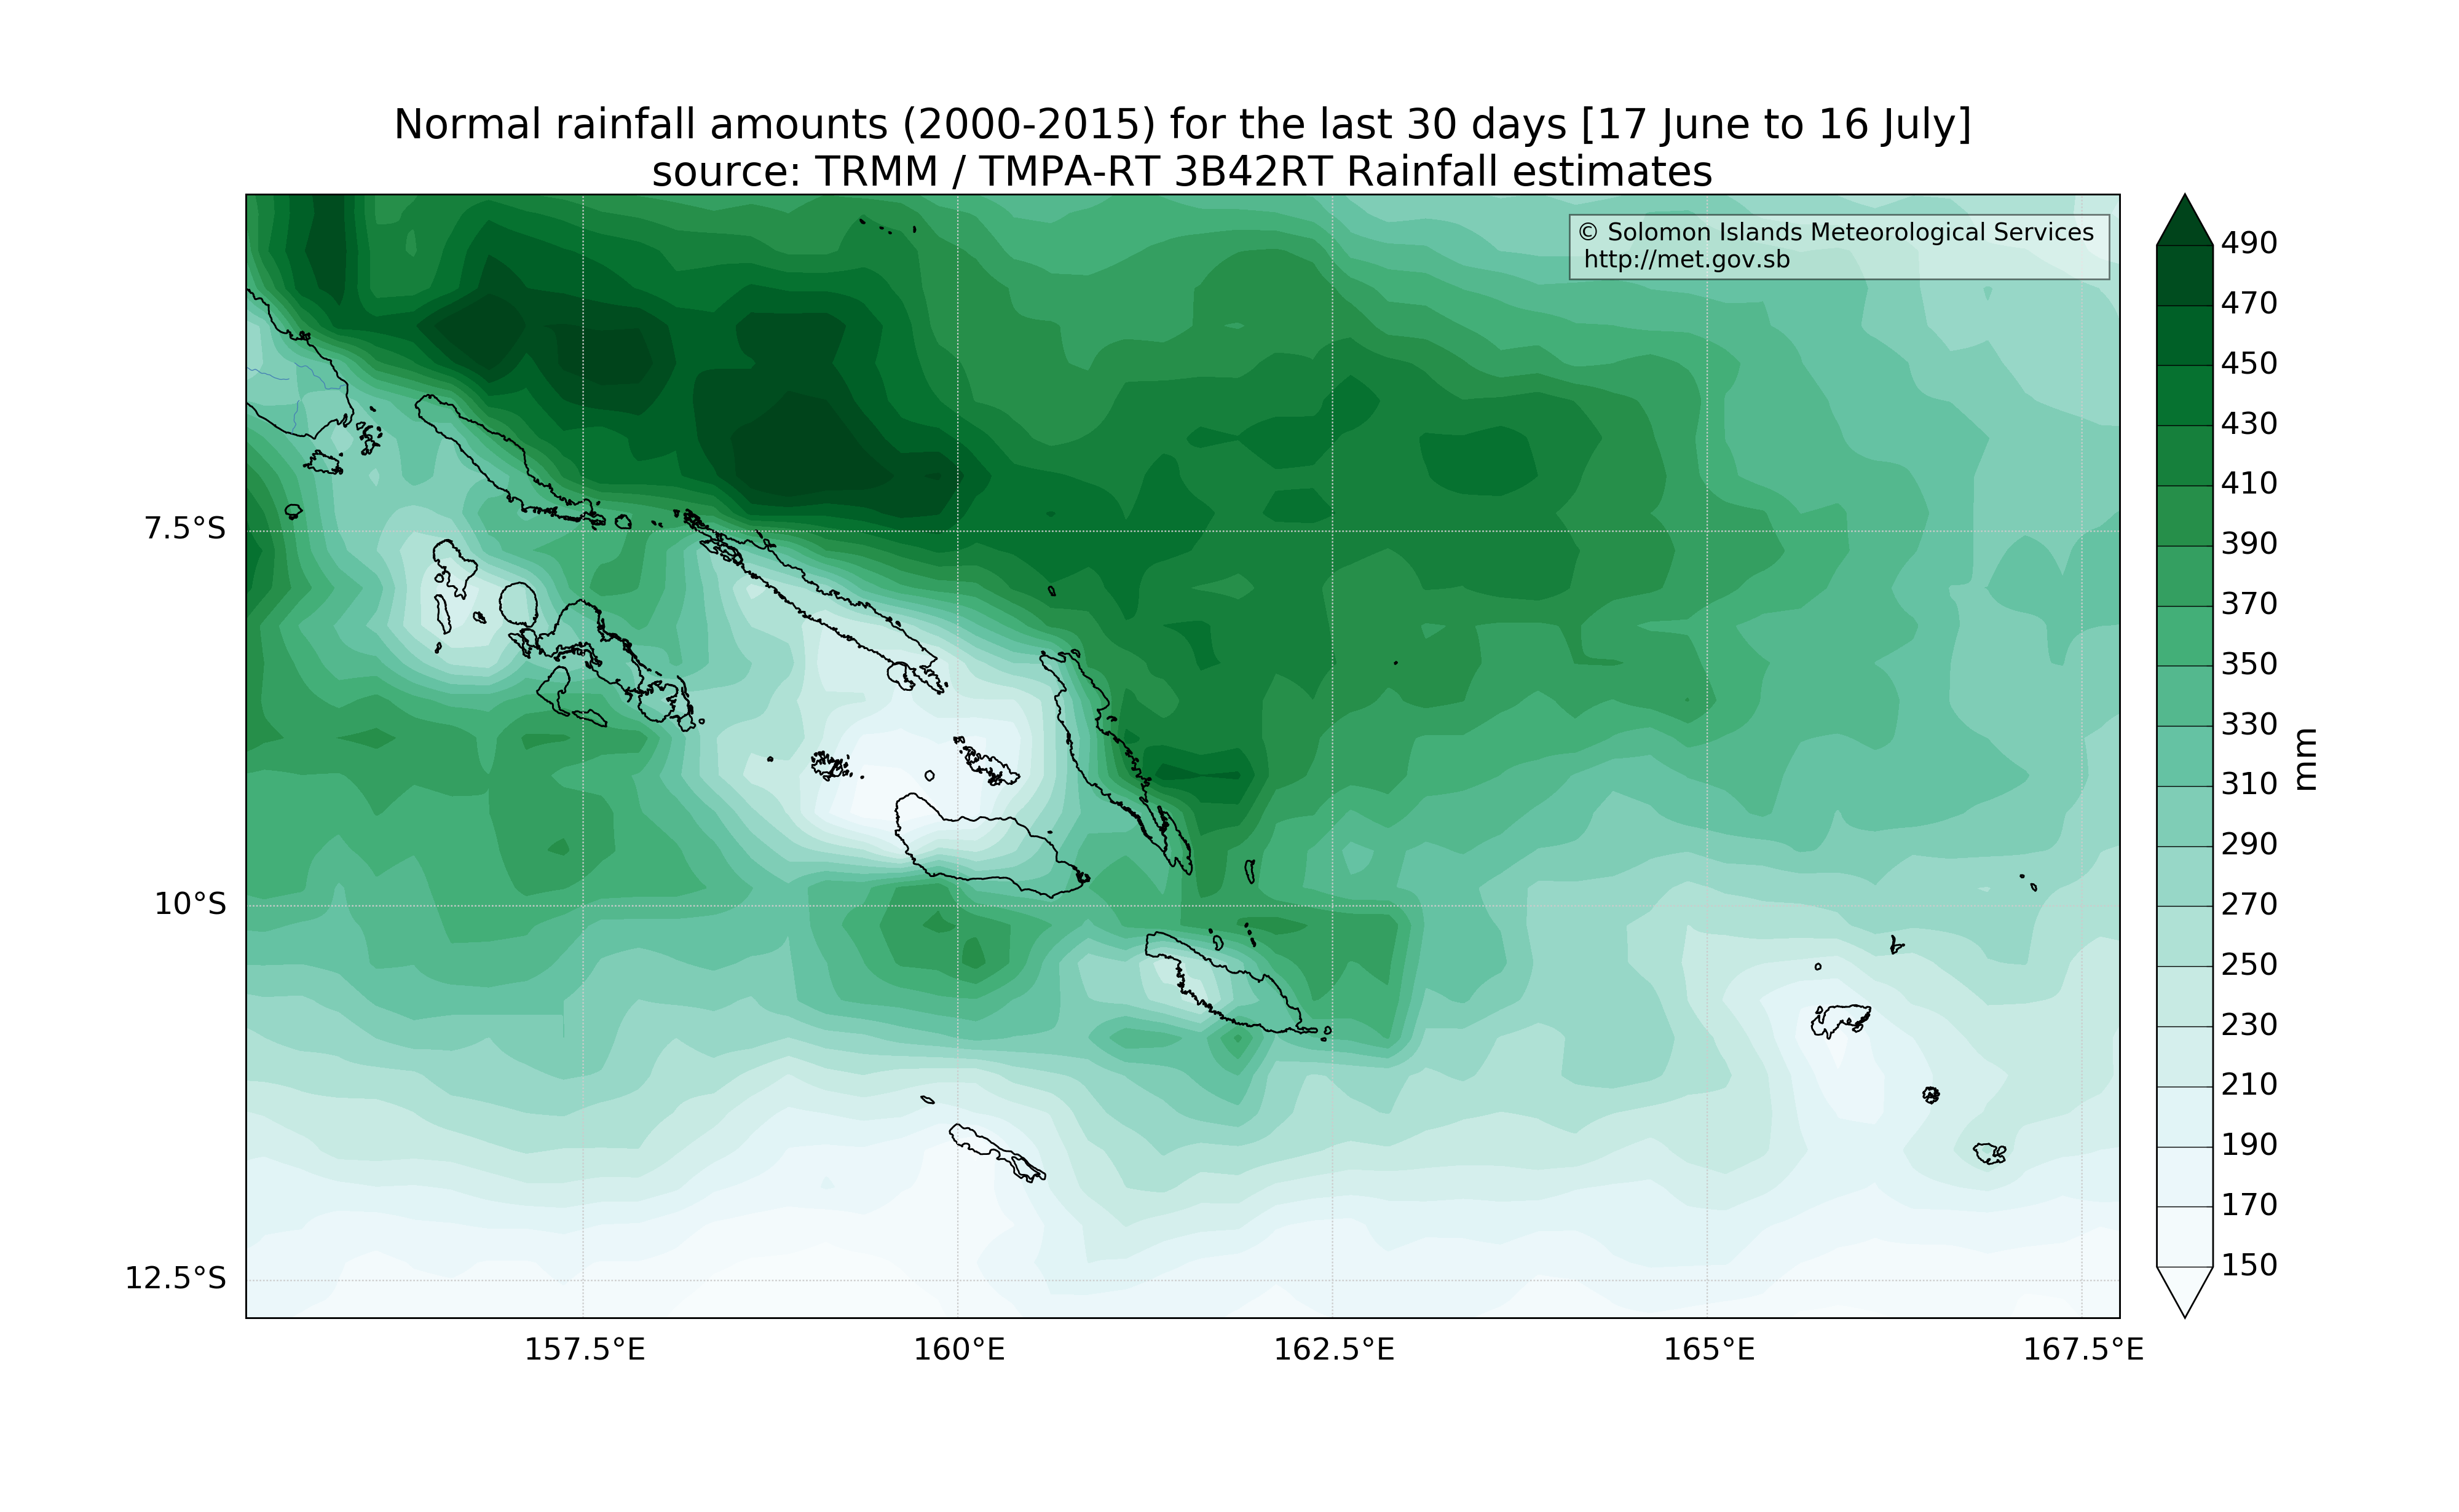 Normal rainfall amounts (2000-2015) for the last 30 days [17 June to 16 July]
source: TRMM / TMPA-RT 3B42RT Rainfall estimates
© Solomon Islands Meteorological Services
http://met.gov.sb
7.5°S
10°S
12.5°S
157.5°E
160°E
162.5°E
165°E
167.5°E
490
470
450
430
410
390
370
350
330
310
290
270
250
230
210
190
170
150
mm